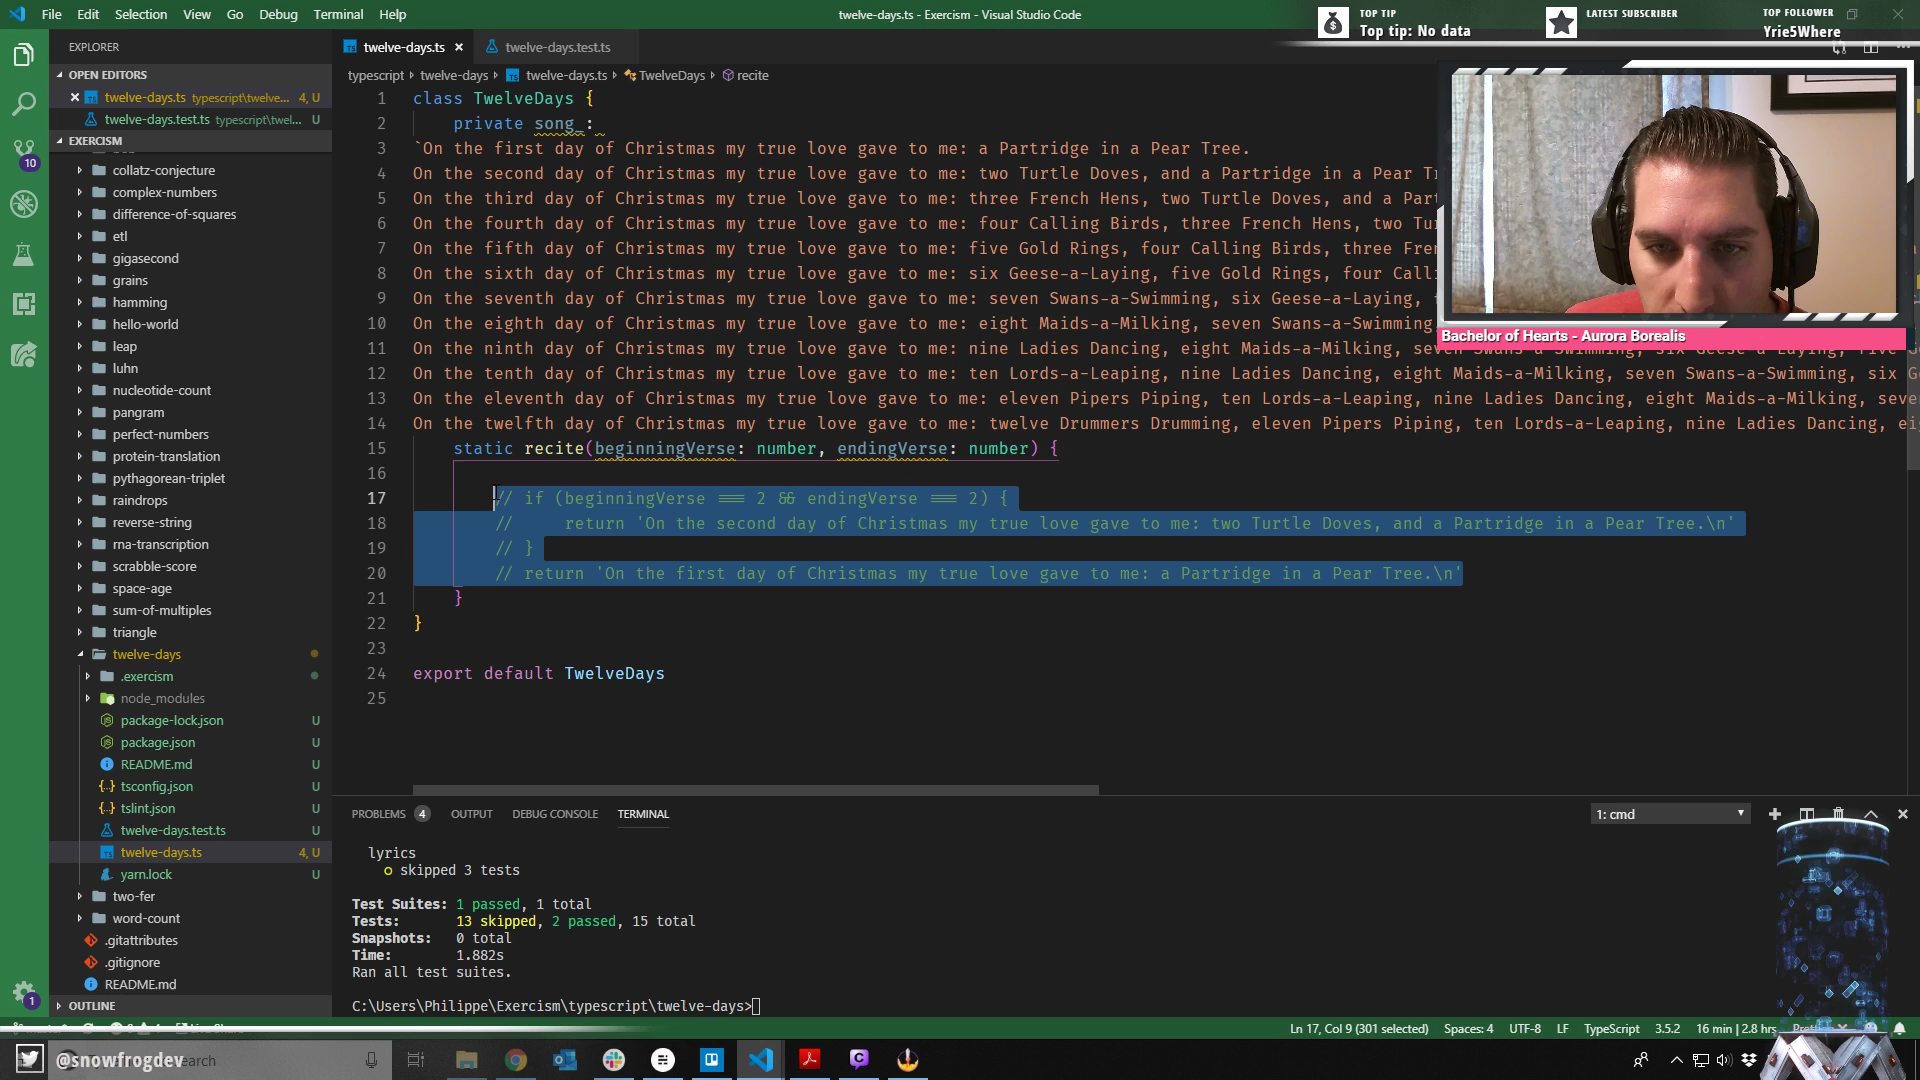 File Edit Selection View Go Debug Terminal Help
twelve-days.ts - Exercism - Visual Studio Code
TOP TIP
Top tip: No data
LATEST SUBSCRIBER
TOP FOLLOWER
Yrie5Where
EXPLORER
OPEN EDITORS
twelve-days.ts typescript\twelve... 4, U
twelve-days.test.ts typescript\twel... U
EXERCISM
collatz-conjecture
complex-numbers
difference-of-squares
etl
gigasecond
grains
hamming
hello-world
leap
luhn
nucleotide-count
pangram
perfect-numbers
protein-translation
pythagorean-triplet
raindrops
reverse-string
rna-transcription
scrabble-score
space-age
sum-of-multiples
triangle
twelve-days
.exercism
node_modules
package-lock.json U
package.json U
README.md U
tsconfig.json U
tslint.json U
twelve-days.test.ts U
twelve-days.ts 4, U
yarn.lock U
two-fer
word-count
.gitattributes
.gitignore
README.md
OUTLINE
10
1
twelve-days.ts twelve-days.test.ts
typescript twelve-days twelve-days.ts TwelveDays recite
1 class TwelveDays {
2 private song_:
3 `On the first day of Christmas my true love gave to me: a Partridge in a Pear Tree.
4 On the second day of Christmas my true love gave to me: two Turtle Doves, and a Partridge in a Pear
5 On the third day of Christmas my true love gave to me: three French Hens, two Turtle Doves, and a
6 On the fourth day of Christmas my true love gave to me: four Calling Birds, three French Hens, two
7 On the fifth day of Christmas my true love gave to me: five Gold Rings, four Calling Birds, three
8 On the sixth day of Christmas my true love gave to me: six Geese-a-Laying, five Gold Rings, four
9 On the seventh day of Christmas my true love gave to me: seven Swans-a-Swimming, six Geese-a-Laying,
10 On the eighth day of Christmas my true love gave to me: eight Maids-a-Milking, seven Swans-a-Swimming,
11 On the ninth day of Christmas my true love gave to me: nine Ladies Dancing, eight Maids-a-Milking, seven Swans-a-Swimming, six Geese-a-Laying, five
12 On the tenth day of Christmas my true love gave to me: ten Lords-a-Leaping, nine Ladies Dancing, eight Maids-a-Milking, seven Swans-a-Swimming, six
13 On the eleventh day of Christmas my true love gave to me: eleven Pipers Piping, ten Lords-a-Leaping, nine Ladies Dancing, eight Maids-a-Milking,
14 On the twelfth day of Christmas my true love gave to me: twelve Drummers Drumming, eleven Pipers Piping, ten Lords-a-Leaping, nine Ladies Dancing,
15 static recite(beginningVerse: number, endingVerse: number) {
16
17 // if (beginningVerse === 2 && endingVerse === 2) {
18 // return 'On the second day of Christmas my true love gave to me: two Turtle Doves, and a Partridge in a Pear Tree.\n'
19 // }
20 // return 'On the first day of Christmas my true love gave to me: a Partridge in a Pear Tree.\n'
21 }
22 }
23
24 export default TwelveDays
25
Bachelor of Hearts - Aurora Borealis
PROBLEMS 4 OUTPUT DEBUG CONSOLE TERMINAL
1: cmd
lyrics
o skipped 3 tests
Test Suites: 1 passed, 1 total
Tests: 13 skipped, 2 passed, 15 total
Snapshots: 0 total
Time: 1.882s
Ran all test suites.
C:\Users\Philippe\Exercism\typescript\twelve-days>
Ln 17, Col 9 (301 selected) Spaces: 4 UTF-8 LF TypeScript 3.5.2 16 min | 2.8 hrs
@snowfrogdev